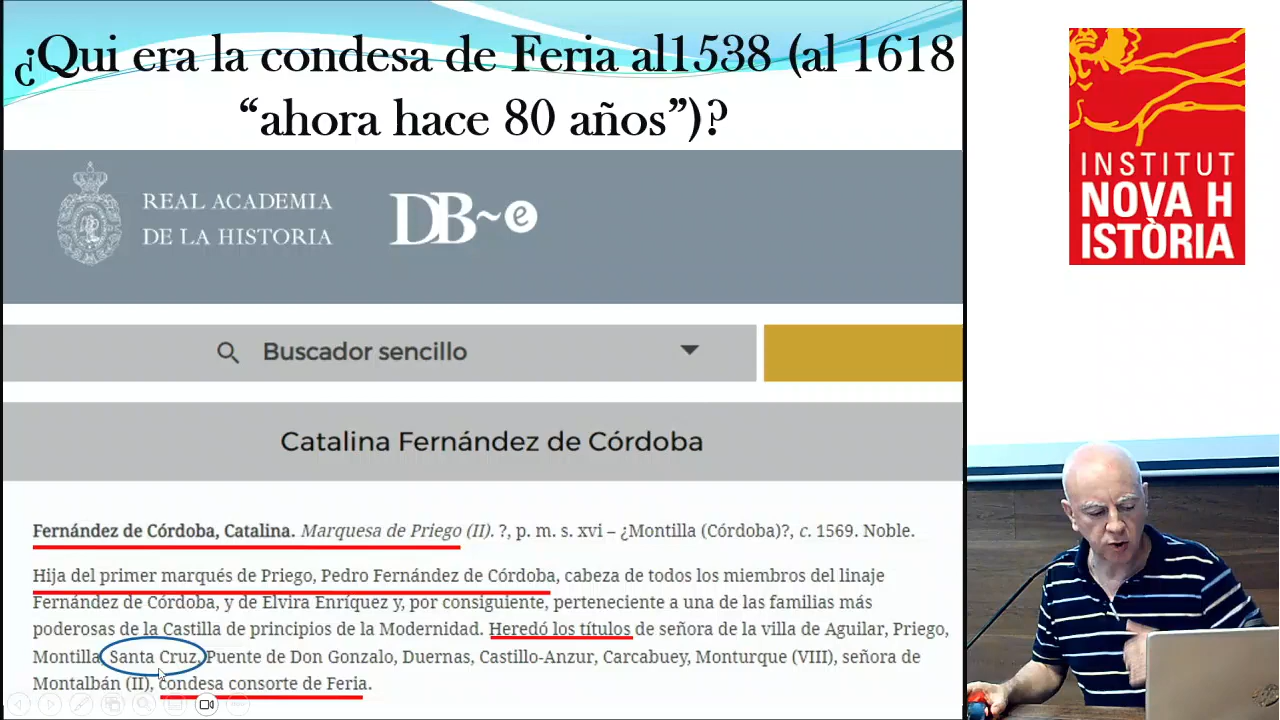 ¿Qui era la condesa de Feria al1538 (al 1618
“ahora hace 80 años”)?
REAL ACADEMIA
DE LA HISTORIA
DB~e
Buscador sencillo
Catalina Fernández de Córdoba
Fernández de Córdoba, Catalina. Marquesa de Priego (II). ?, p. m. s. xvi – ¿Montilla (Córdoba)?, c. 1569. Noble.
Hija del primer marqués de Priego, Pedro Fernández de Córdoba, cabeza de todos los miembros del linaje
Fernández de Córdoba, y de Elvira Enríquez y, por consiguiente, perteneciente a una de las familias más
poderosas de la Castilla de principios de la Modernidad. Heredó los títulos de señora de la villa de Aguilar, Priego,
Montilla, Santa Cruz, Puente de Don Gonzalo, Duernas, Castillo-Anzur, Carcabuey, Monturque (VIII), señora de
Montalbán (II), condesa consorte de Feria.
INSTITUT
NOVA H
ISTÒRIA